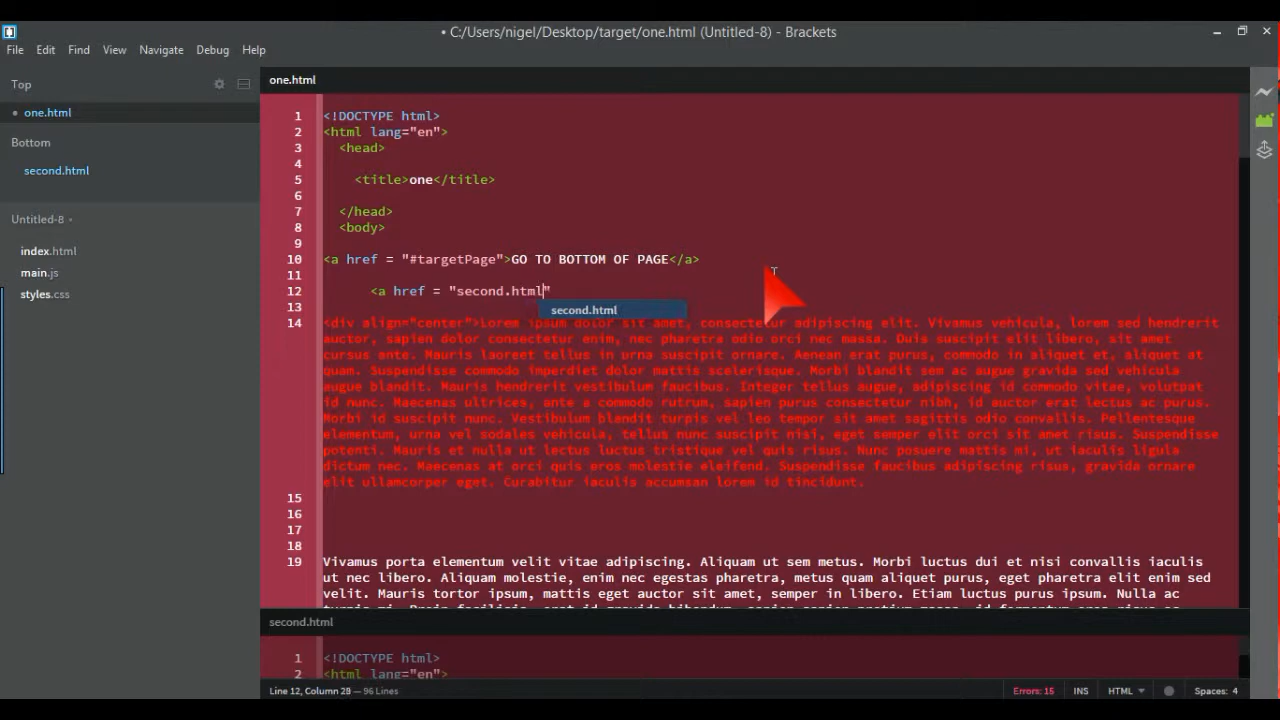 • C:/Users/nigel/Desktop/target/one.html (Untitled-8) - Brackets
File Edit Find View Navigate Debug Help
Top
• one.html
Bottom
second.html
Untitled-8
index.html
main.js
styles.css
one.html
1 <!DOCTYPE html>
2 <html lang="en">
3 <head>
4
5 <title>one</title>
6
7 </head>
8 <body>
9
10 <a href = "#targetPage">GO TO BOTTOM OF PAGE</a>
11
12 <a href = "second.html"
second.html
13
14 <div align="center">Lorem ipsum dolor sit amet, consectetur adipiscing elit. Vivamus vehicula, lorem sed hendrerit
auctor, sapien dolor consectetur enim, nec pharetra odio orci nec massa. Duis suscipit elit libero, sit amet
cursus ante. Mauris laoreet tellus in urna suscipit ornare. Aenean erat purus, commodo in aliquet et, aliquet at
quam. Suspendisse commodo imperdiet dolor mattis scelerisque. Morbi blandit sem ac augue gravida sed vehicula
augue blandit. Mauris hendrerit vestibulum faucibus. Integer tellus augue, adipiscing id commodo vitae, volutpat
id nunc. Maecenas ultrices, ante a commodo rutrum, sapien purus consectetur nibh, id auctor erat lectus ac purus.
Morbi id suscipit nunc. Vestibulum blandit turpis vel leo tempor sit amet sagittis odio convallis. Pellentesque
elementum, urna vel sodales vehicula, tellus nunc suscipit nisi, eget semper elit orci sit amet risus. Suspendisse
potenti. Mauris et nulla ut lectus luctus tristique vel quis risus. Nunc posuere mattis mi, ut iaculis ligula
dictum nec. Maecenas at orci quis eros molestie eleifend. Suspendisse faucibus adipiscing risus, gravida ornare
elit ullamcorper eget. Curabitur iaculis accumsan lorem id tincidunt.
15
16
17
18
19 Vivamus porta elementum velit vitae adipiscing. Aliquam ut sem metus. Morbi luctus dui et nisi convallis iaculis
ut nec libero. Aliquam molestie, enim nec egestas pharetra, metus quam aliquet purus, eget pharetra elit enim sed
velit. Mauris tortor ipsum, mattis eget auctor sit amet, semper in libero. Etiam luctus purus ipsum. Nulla ac
second.html
1 <!DOCTYPE html>
2 <html lang="en">
Line 12, Column 28 — 96 Lines
Errors: 15 INS HTML Spaces: 4